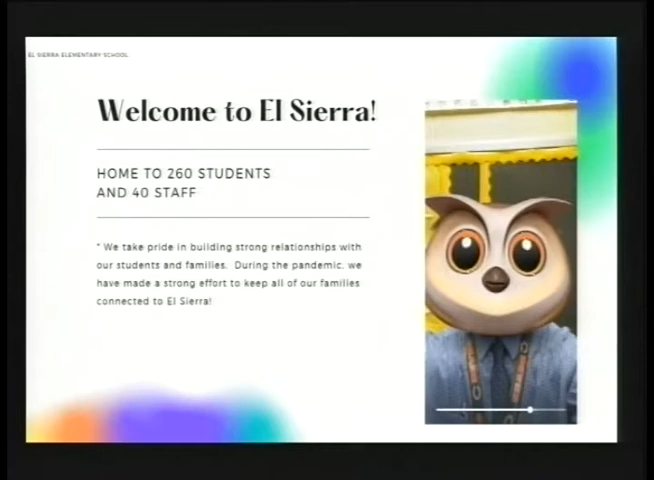 EL SIERRA ELEMENTARY SCHOOL
Welcome to El Sierra!
HOME TO 260 STUDENTS
AND 40 STAFF
" We take pride in building strong relationships with
our students and families. During the pandemic, we
have made a strong effort to keep all of our families
connected to El Sierra!